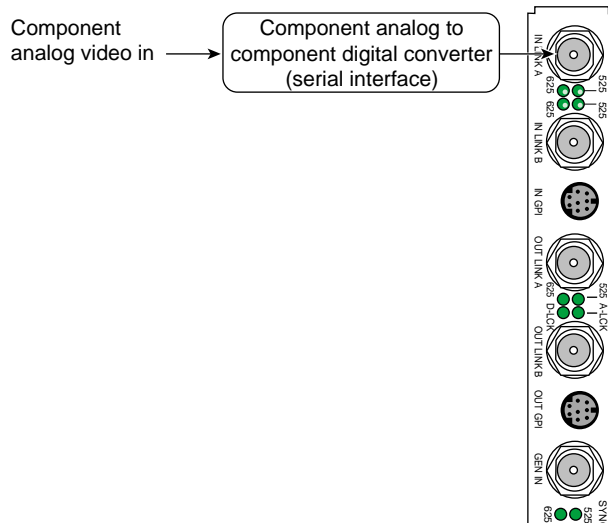 Component
analog video in
Component analog to
component digital converter
(serial interface)
IN LINK A
625
525
625
525
IN LINK B
IN GPI
OUT LINK A
625
D-LCK
525
A-LCK
OUT LINK B
OUT GPI
GEN IN
625
525